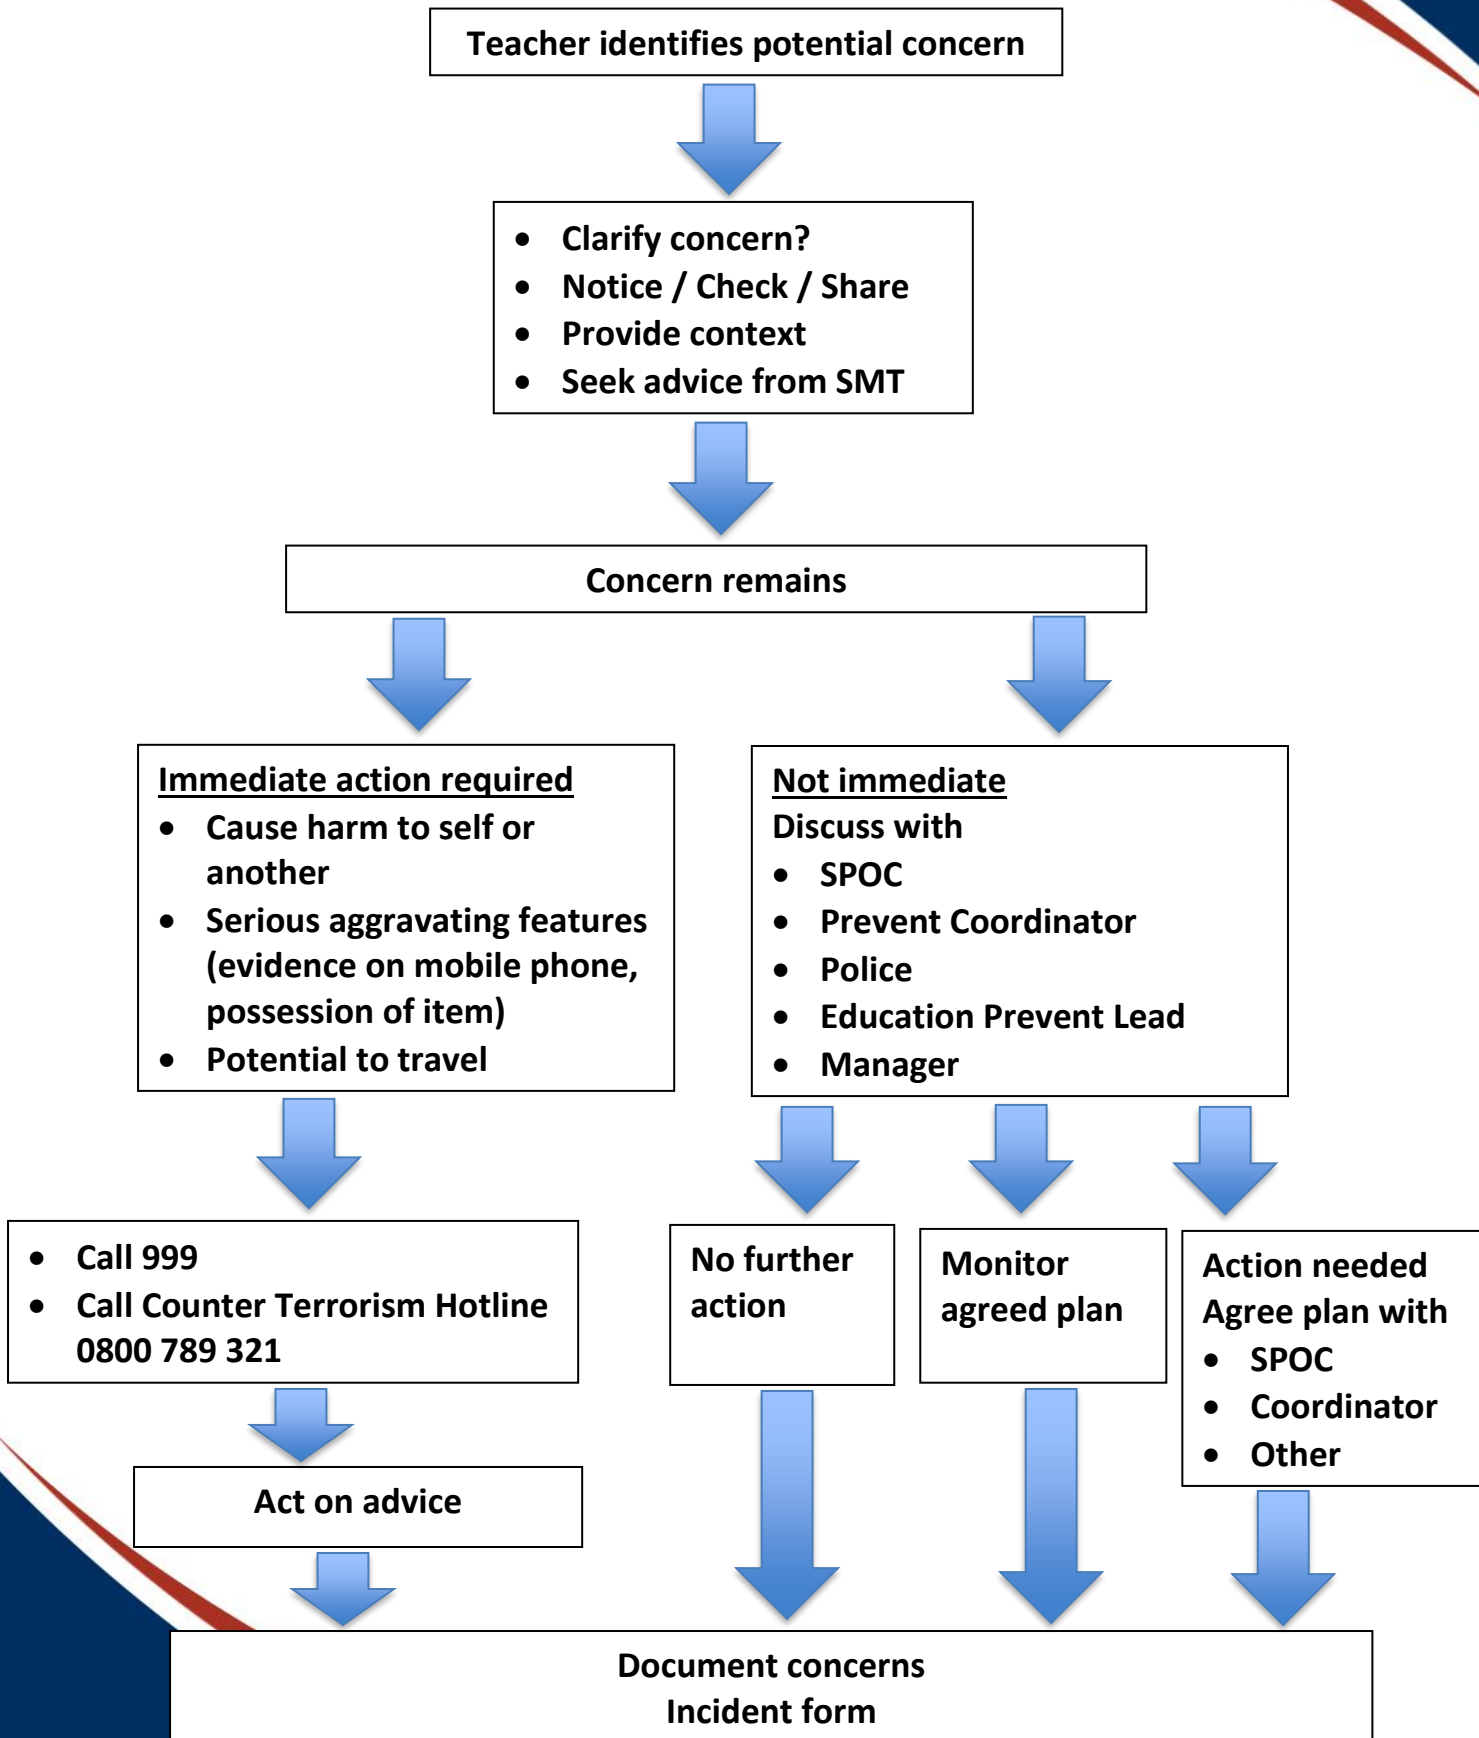 Teacher identifies potential concern
• Clarify concern?
• Notice / Check / Share
• Provide context
• Seek advice from SMT
Concern remains
Immediate action required
• Cause harm to self or
another
• Serious aggravating features
(evidence on mobile phone,
possession of item)
• Potential to travel
Not immediate
Discuss with
• SPOC
• Prevent Coordinator
• Police
• Education Prevent Lead
• Manager
• Call 999
• Call Counter Terrorism Hotline
0800 789 321
No further
action
Monitor
agreed plan
Action needed
Agree plan with
• SPOC
• Coordinator
• Other
Act on advice
Document concerns
Incident form